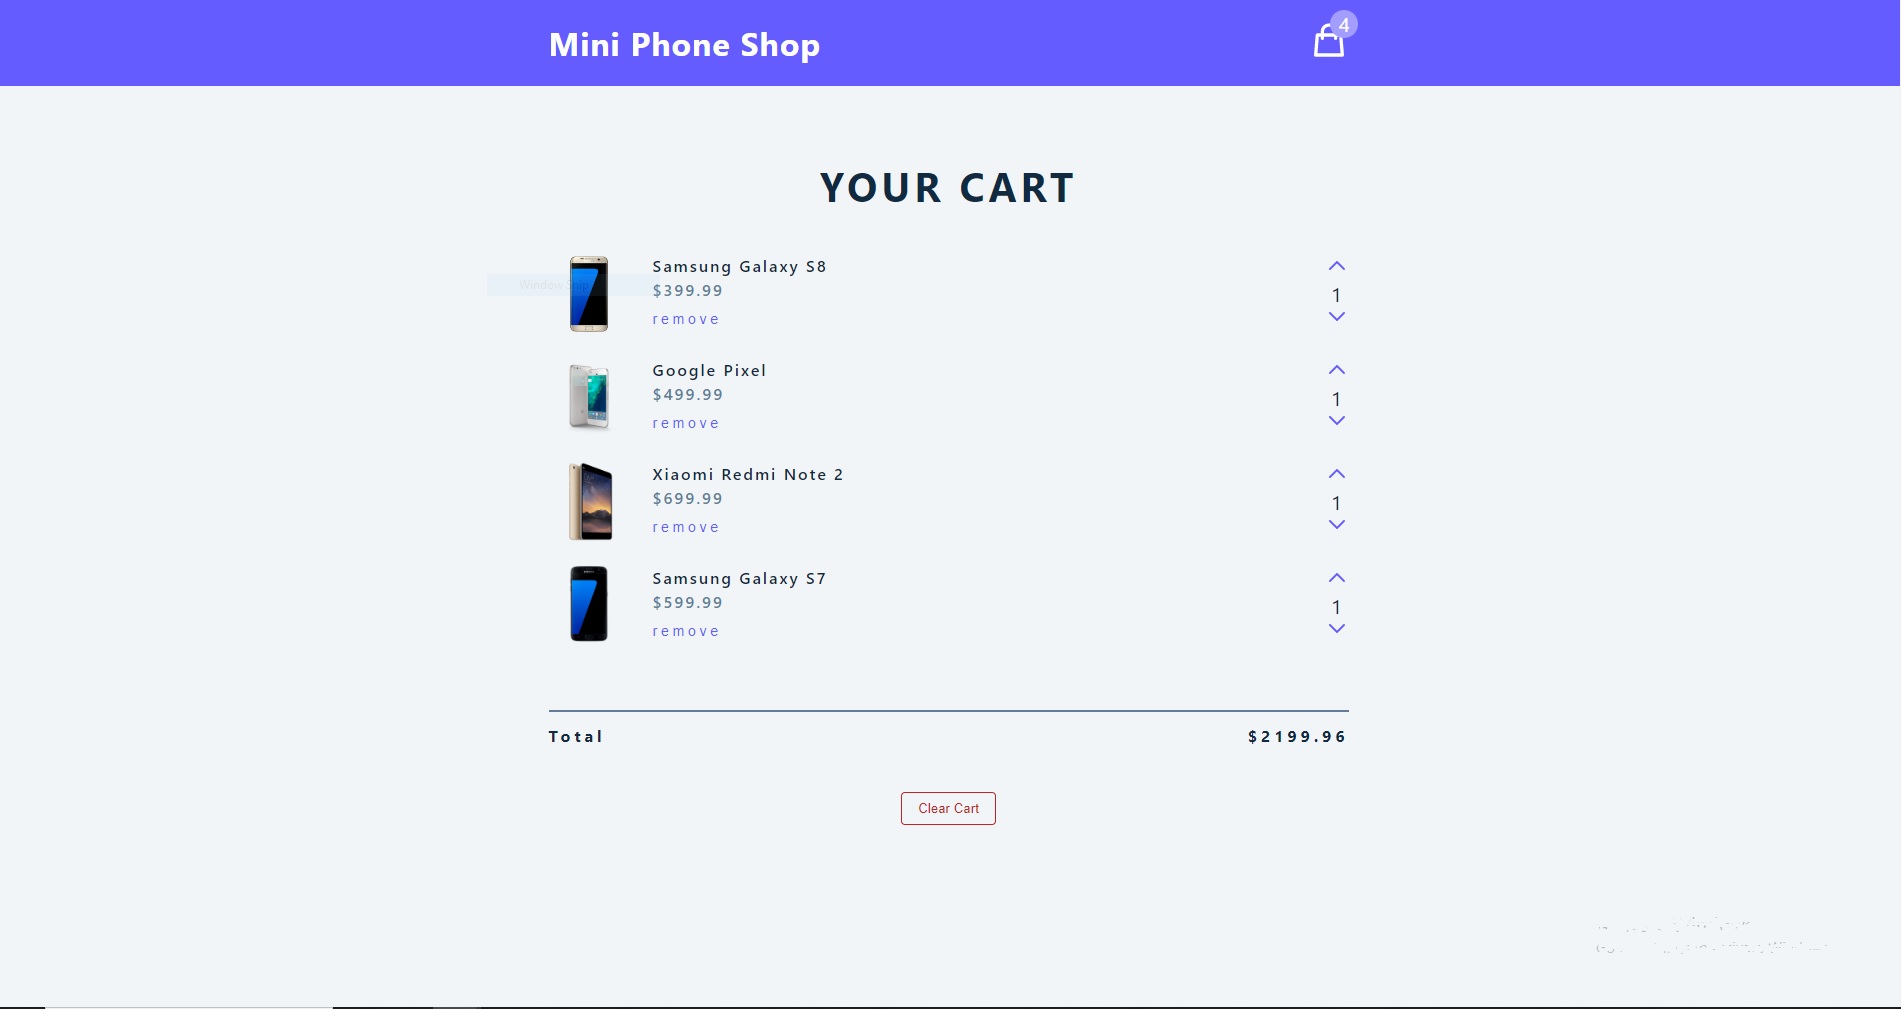 Mini Phone Shop
4
YOUR CART
Samsung Galaxy S8
Window Snip
$399.99
1
remove
Google Pixel
$499.99
1
remove
Xiaomi Redmi Note 2
$699.99
1
remove
Samsung Galaxy S7
$599.99
1
remove
Total $2199.96
Clear Cart